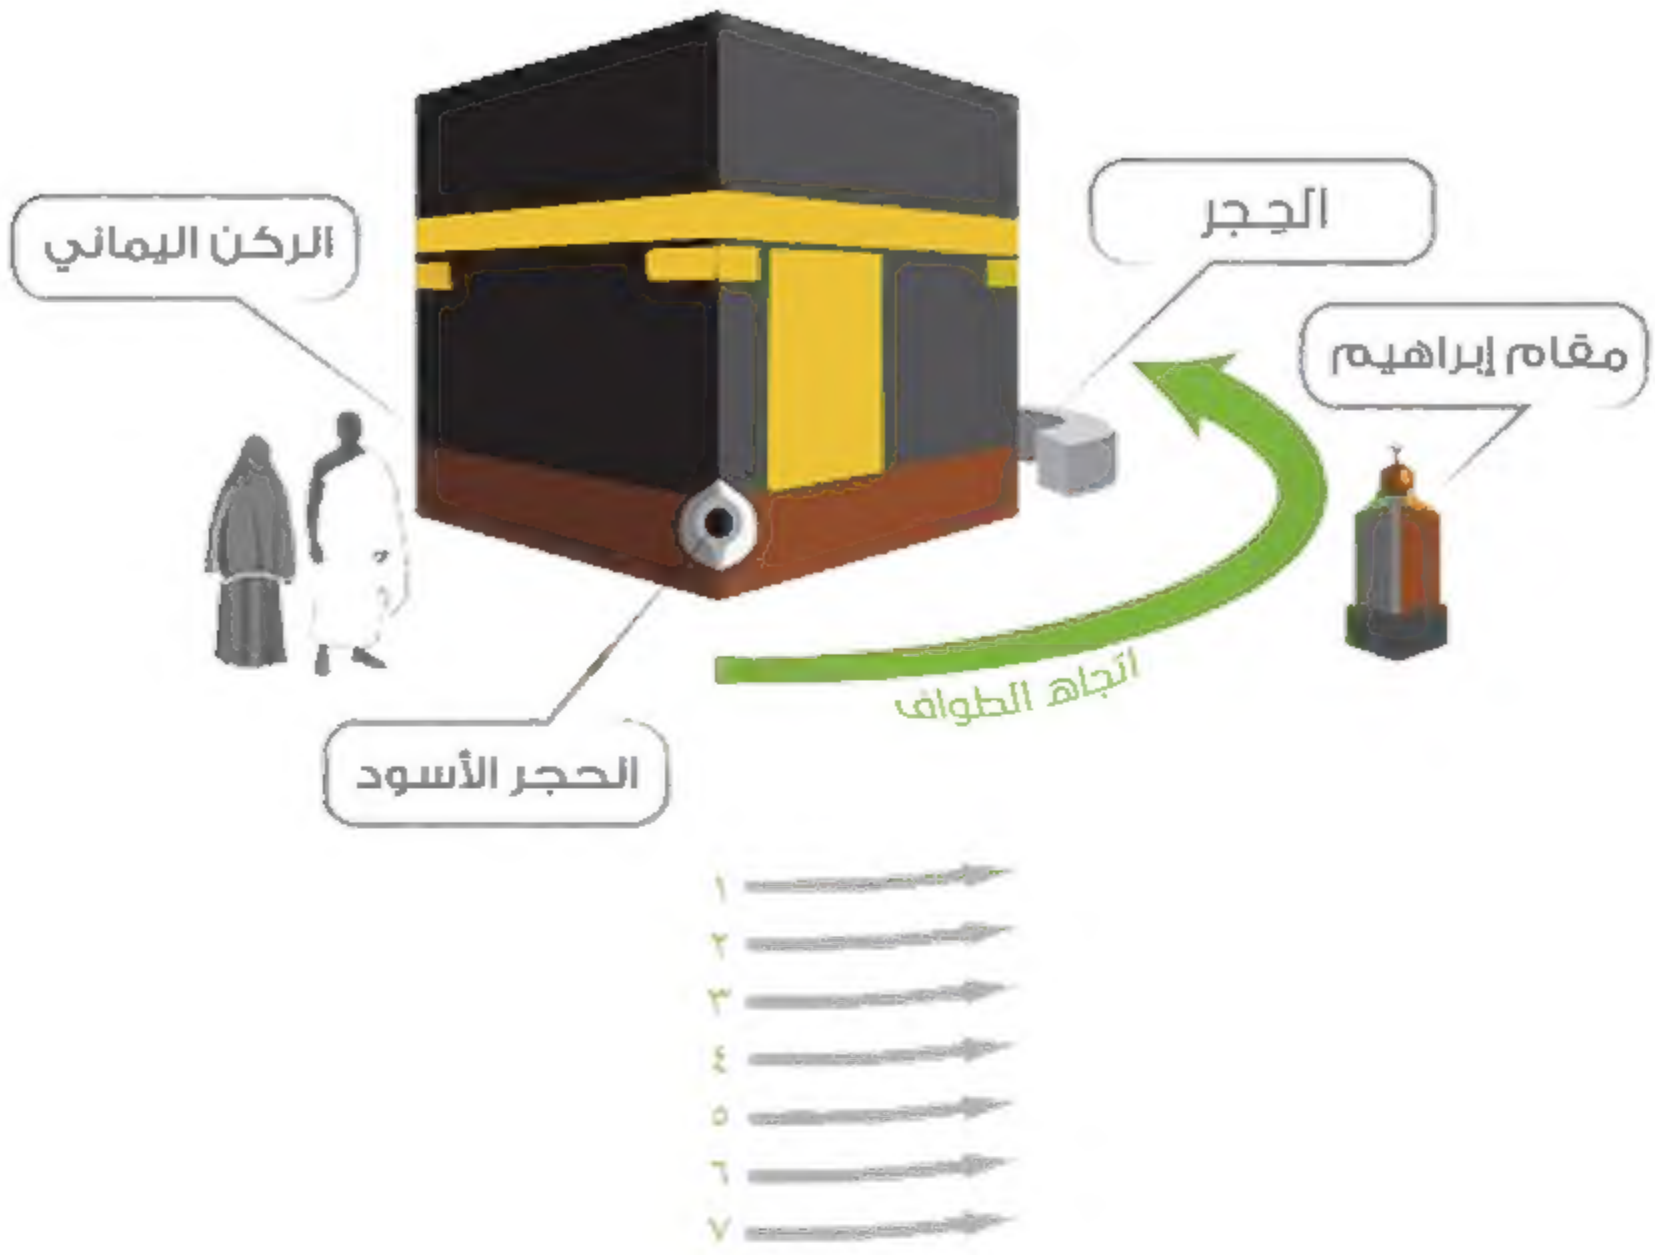 الحِجر
الركن اليماني
مقام إبراهيم
اتجاه الطواف
الحجر الأسود
١
٢
٣
٤
٥
٦
٧